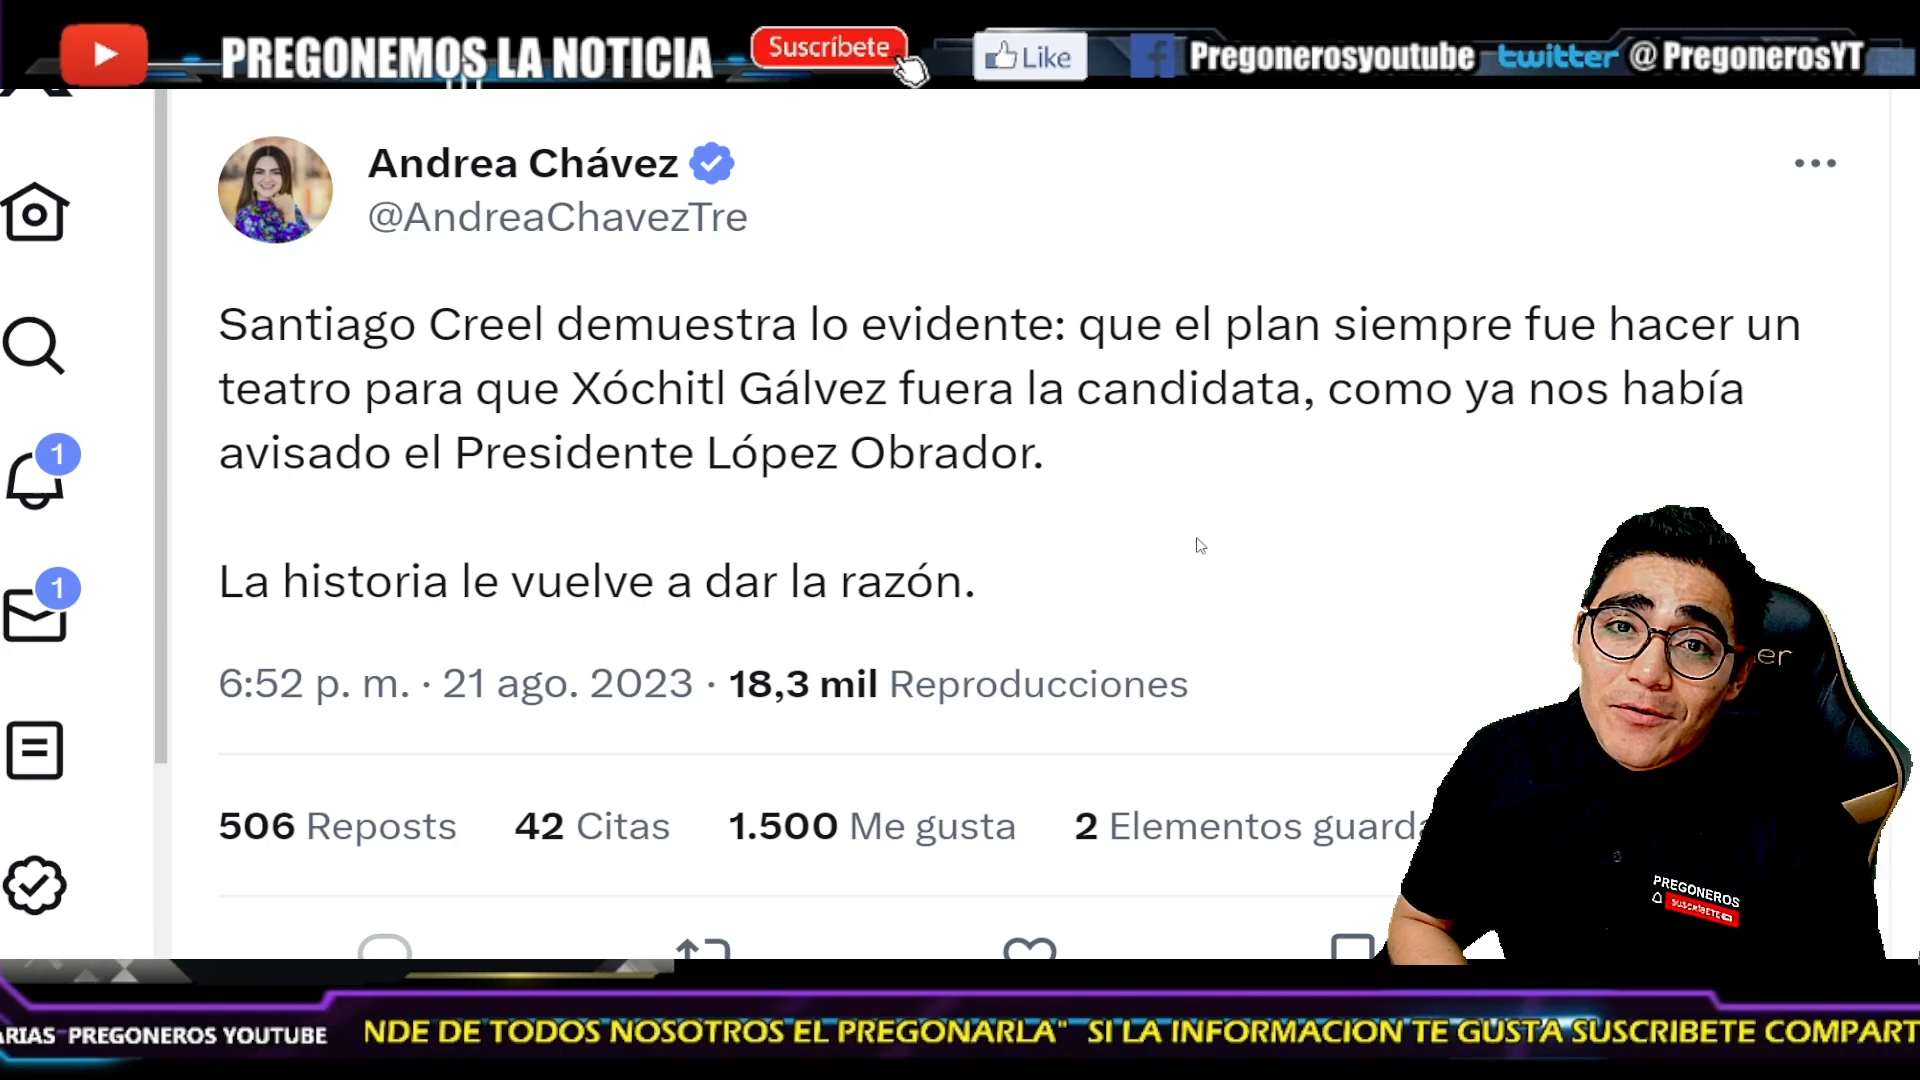 PREGONEMOS LA NOTICIA
Suscríbete
Like
Pregonerosyoutube
twitter @PregonerosYT
Andrea Chávez
@AndreaChavezTre
Santiago Creel demuestra lo evidente: que el plan siempre fue hacer un
teatro para que Xóchitl Gálvez fuera la candidata, como ya nos había
avisado el Presidente López Obrador.
La historia le vuelve a dar la razón.
1
1
6:52 p. m. · 21 ago. 2023 · 18,3 mil Reproducciones
506 Reposts 42 Citas 1.500 Me gusta 2 Elementos guarda
er
PREGONEROS
SUSCRIBETE
ARIAS PREGONEROS YOUTUBE
NDE DE TODOS NOSOTROS EL PREGONARLA" SI LA INFORMACION TE GUSTA SUSCRIBETE COMPART